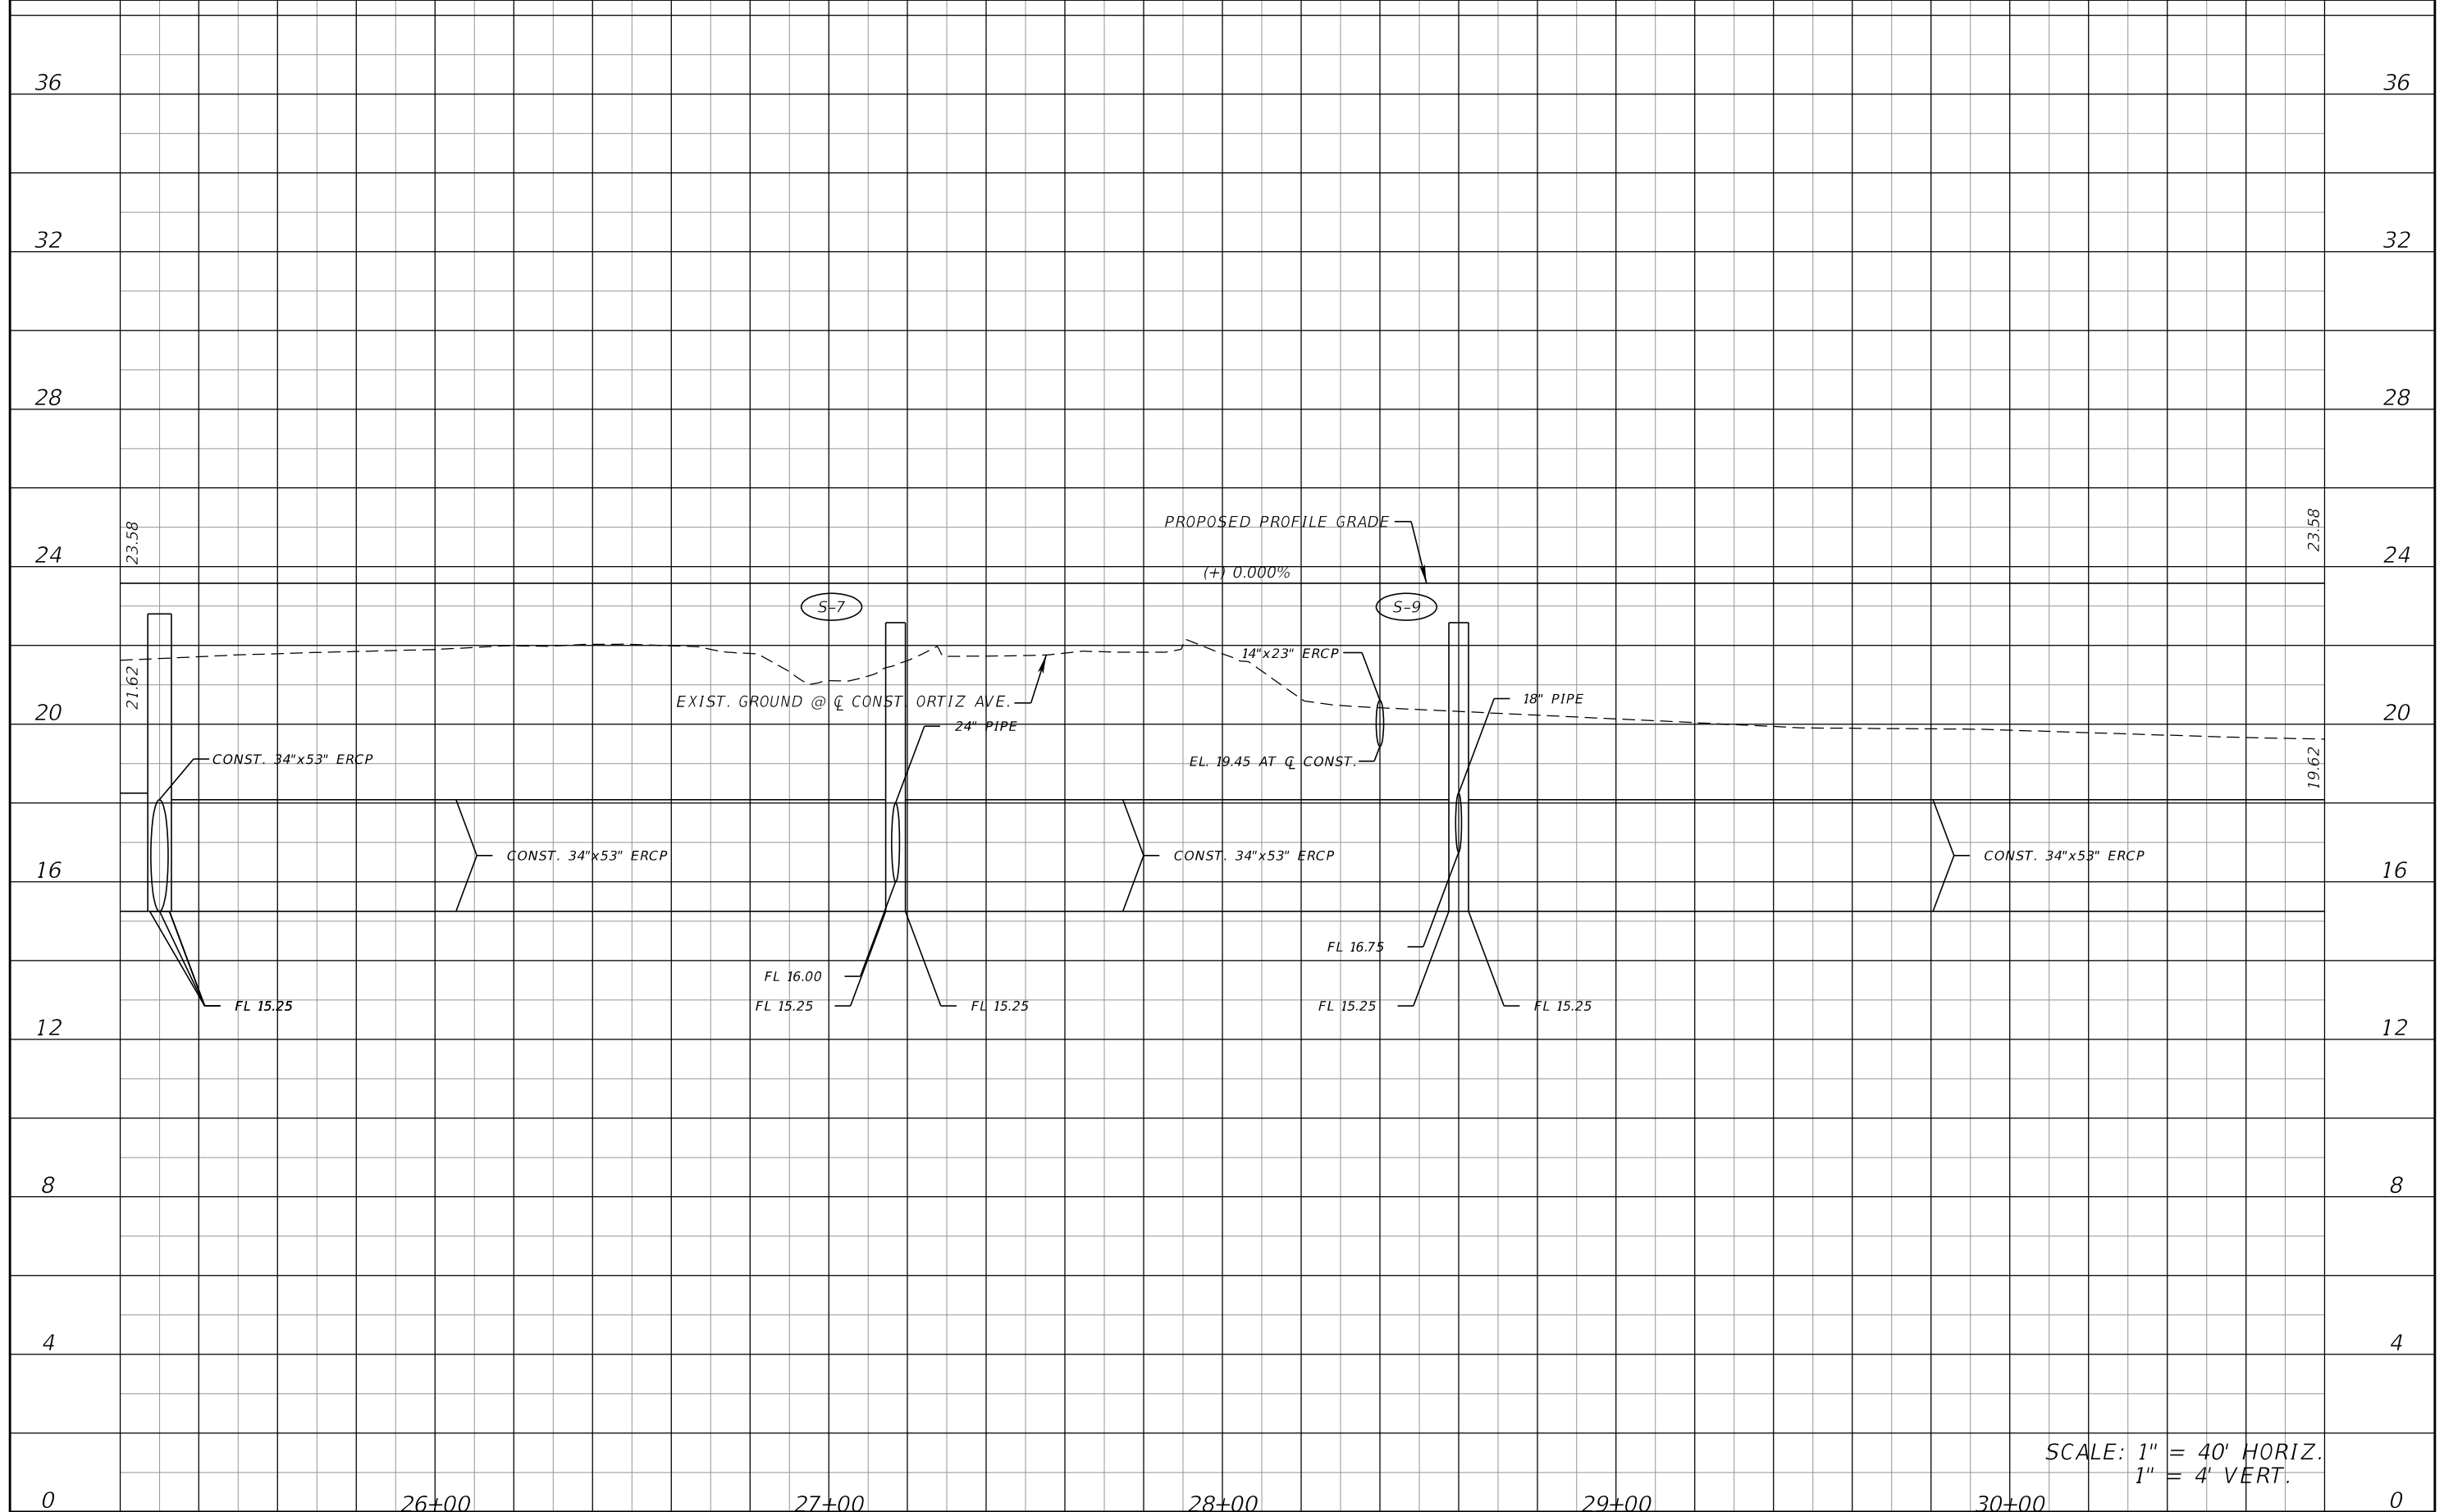 36 36
32 32
28 28
23.58 23.58
PROPOSED PROFILE GRADE
24 24
(+) 0.000%
S-7 S-9
14"x23" ERCP
21.62
EXIST. GROUND @ ℄ CONST. ORTIZ AVE.
18" PIPE
20 20
24" PIPE
CONST. 34"x53" ERCP
EL. 19.45 AT ℄ CONST.
19.62
CONST. 34"x53" ERCP CONST. 34"x53" ERCP CONST. 34"x53" ERCP
16 16
FL 16.75
FL 16.00
FL 15.25 FL 15.25 FL 15.25 FL 15.25 FL 15.25
12 12
8 8
4 4
SCALE: 1" = 40' HORIZ.
1" = 4' VERT.
0 26+00 27+00 28+00 29+00 30+00 0